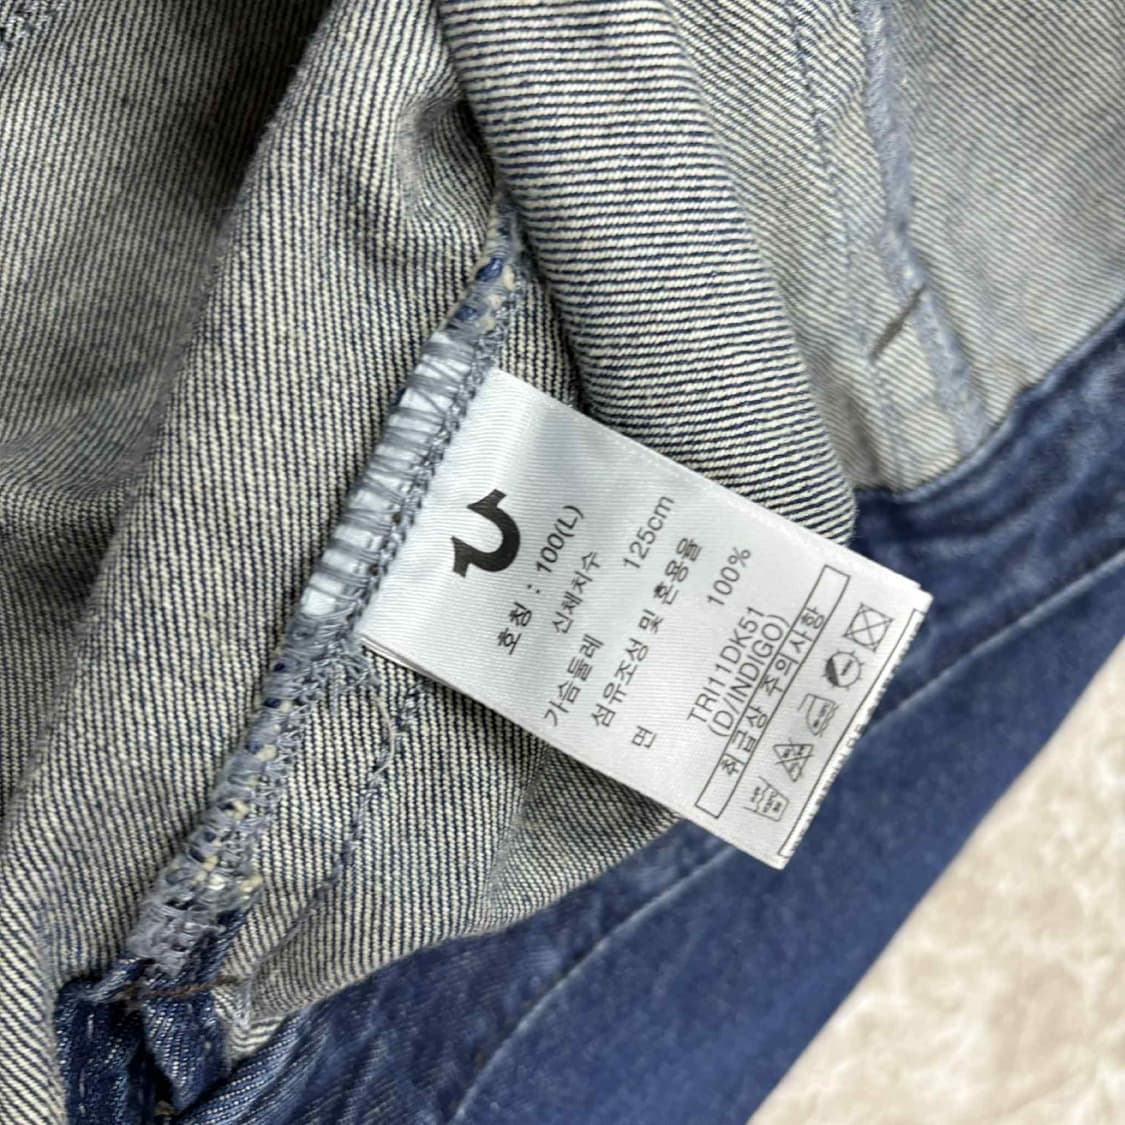 호칭 : 100(L)
신체치수
가슴둘레 125cm
섬유조성 및 혼용율
면 100%
TRI11DK51
(D/INDIGO)
취급상 주의사항